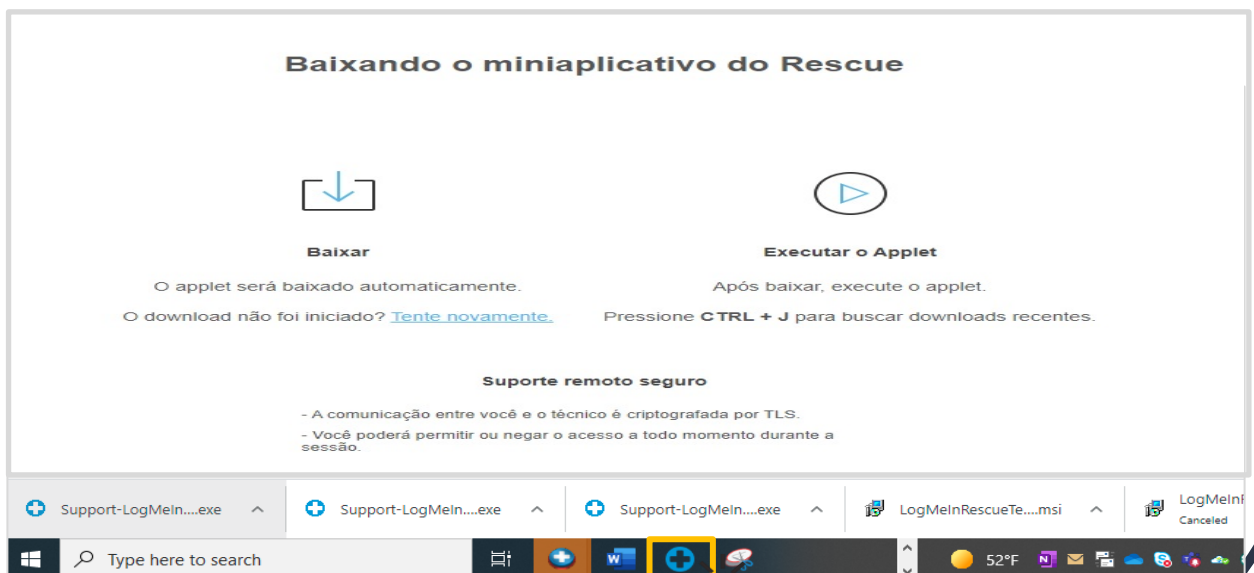 Baixando o miniaplicativo do Rescue
Baixar
O applet será baixado automaticamente.
O download não foi iniciado? Tente novamente.
Executar o Applet
Após baixar, execute o applet.
Pressione CTRL + J para buscar downloads recentes.
Suporte remoto seguro
- A comunicação entre você e o técnico é criptografada por TLS.
- Você poderá permitir ou negar o acesso a todo momento durante a
sessão.
Support-LogMeIn....exe
Support-LogMeIn....exe
Support-LogMeIn....exe
LogMeInRescueTe....msi
LogMeInF
Canceled
Type here to search
52°F